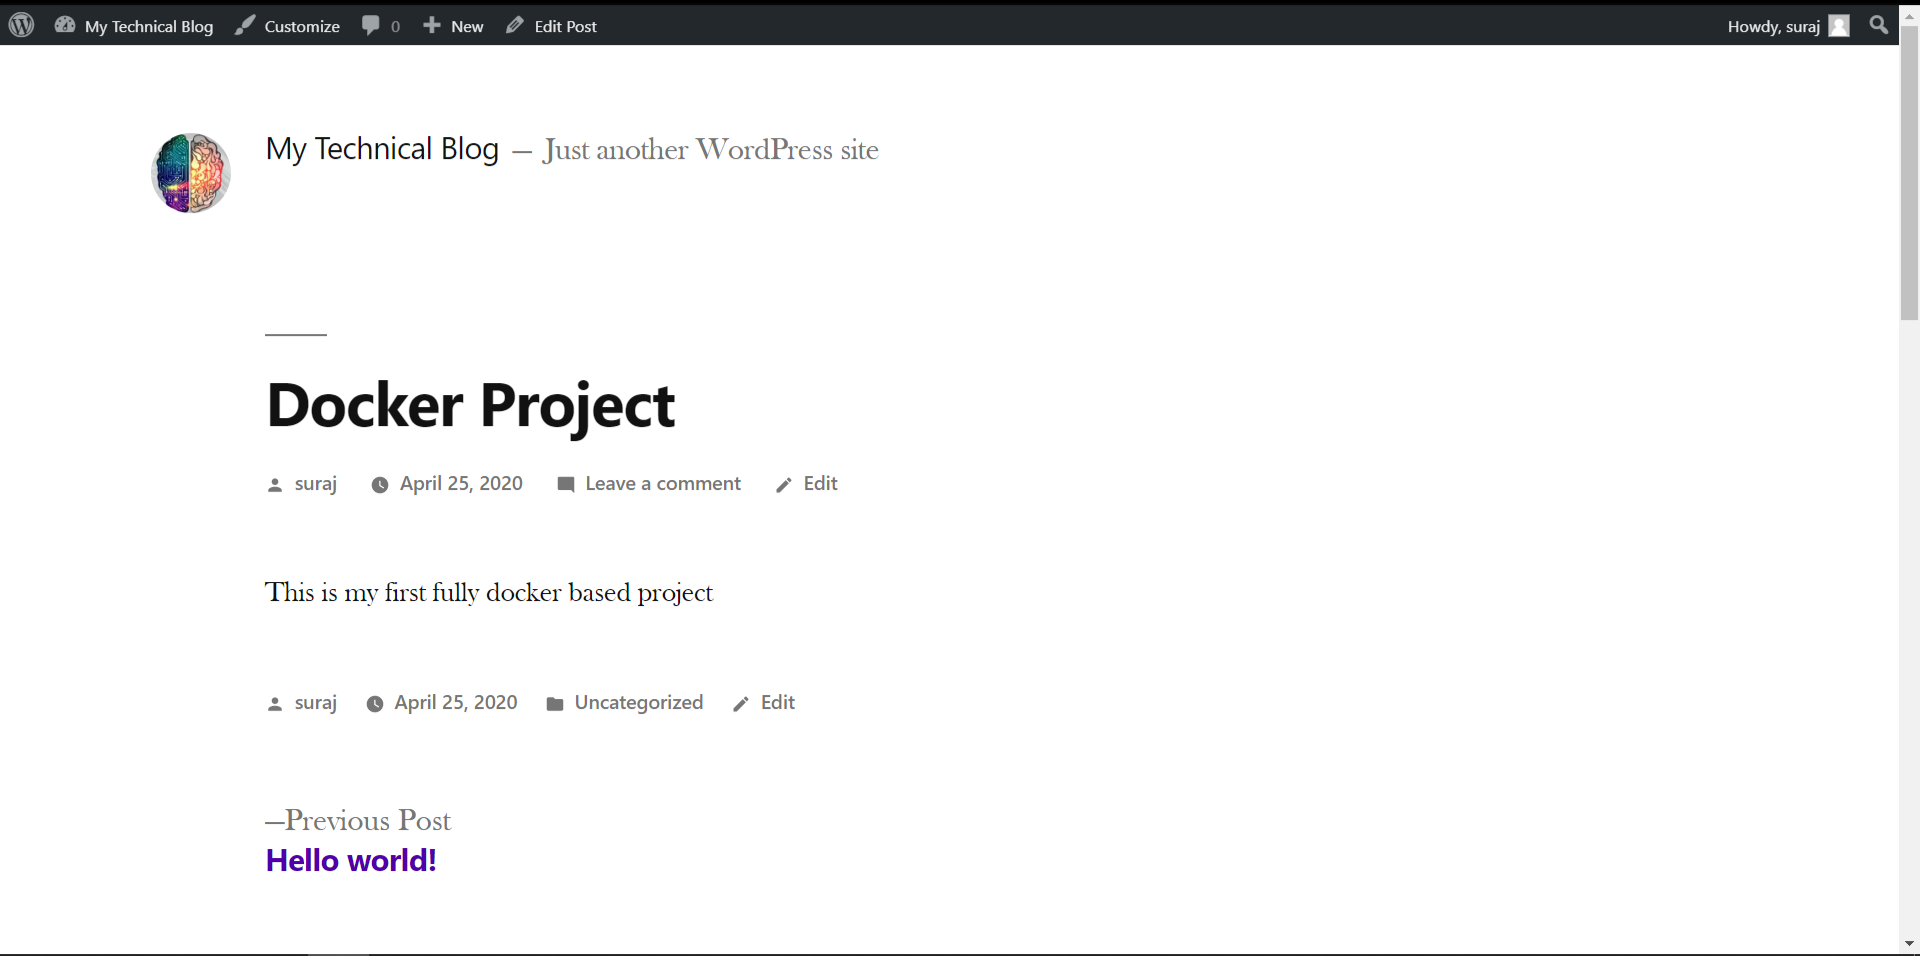 My Technical Blog Customize 0 New Edit Post Howdy, suraj
My Technical Blog — Just another WordPress site
Docker Project
suraj April 25, 2020 Leave a comment Edit
This is my first fully docker based project
suraj April 25, 2020 Uncategorized Edit
—Previous Post
Hello world!